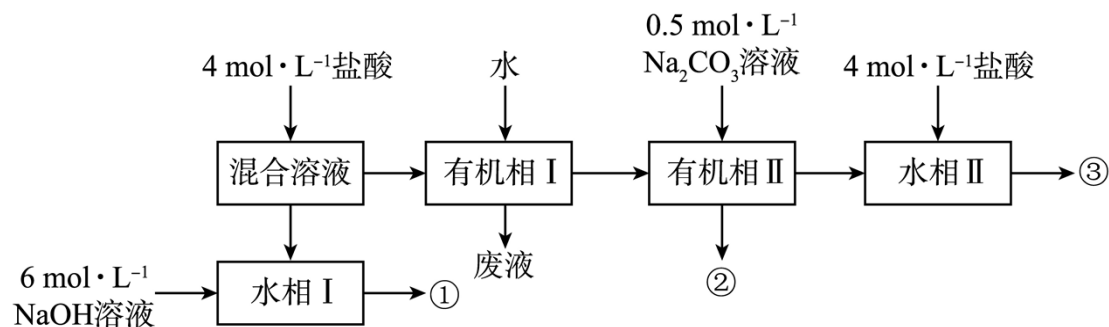 0.5 mol·L⁻¹
4 mol·L⁻¹盐酸
水
Na₂CO₃溶液
4 mol·L⁻¹盐酸
混合溶液
有机相Ⅰ
有机相Ⅱ
水相Ⅱ
③
6 mol·L⁻¹
NaOH溶液
水相Ⅰ
①
废液
②